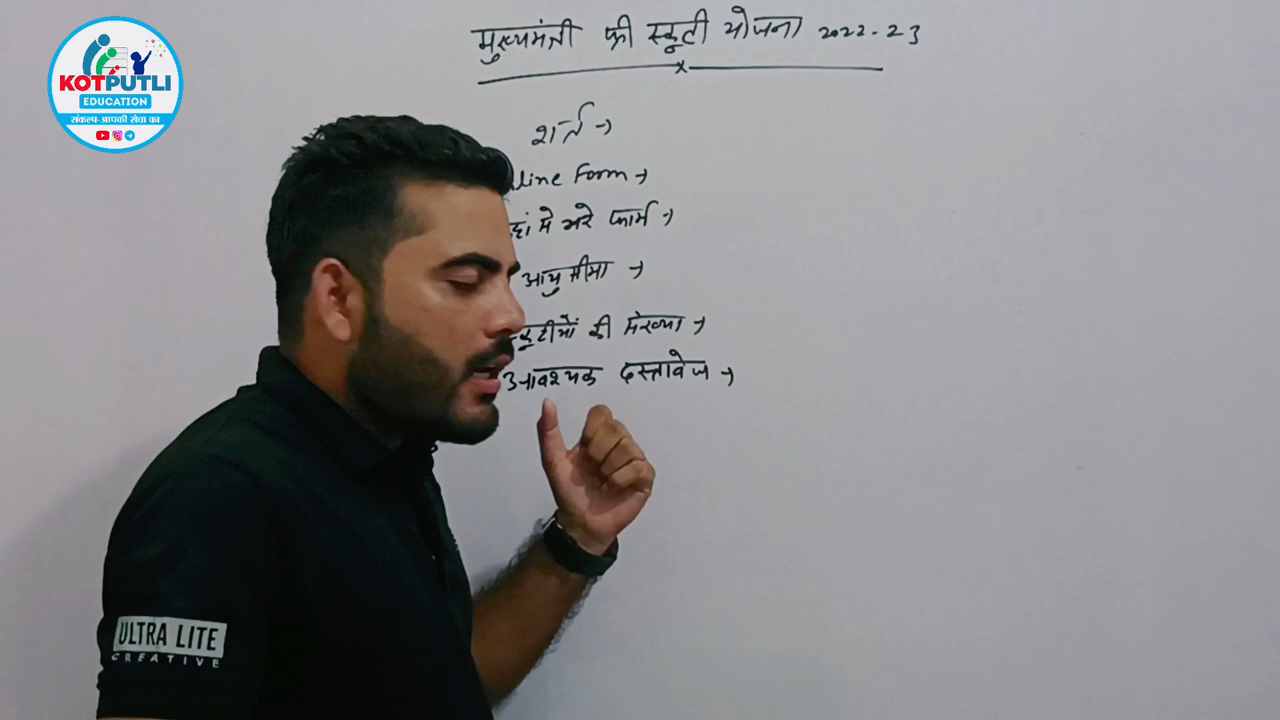 KOTPUTLI
EDUCATION
संकल्प-आपकी सेवा का
मुख्यमंत्री फ्री स्कूटी योजना 2022-23
शर्त →
line Form →
हां से भरे फार्म →
आयु सीमा →
स्कूटीयों की संख्या →
आवश्यक दस्तावेज →
ULTRA LITE
CREATIVE